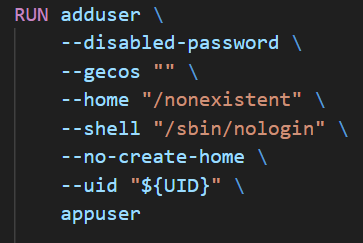 RUN adduser \
--disabled-password \
--gecos "" \
--home "/nonexistent" \
--shell "/sbin/nologin" \
--no-create-home \
--uid "${UID}" \
appuser